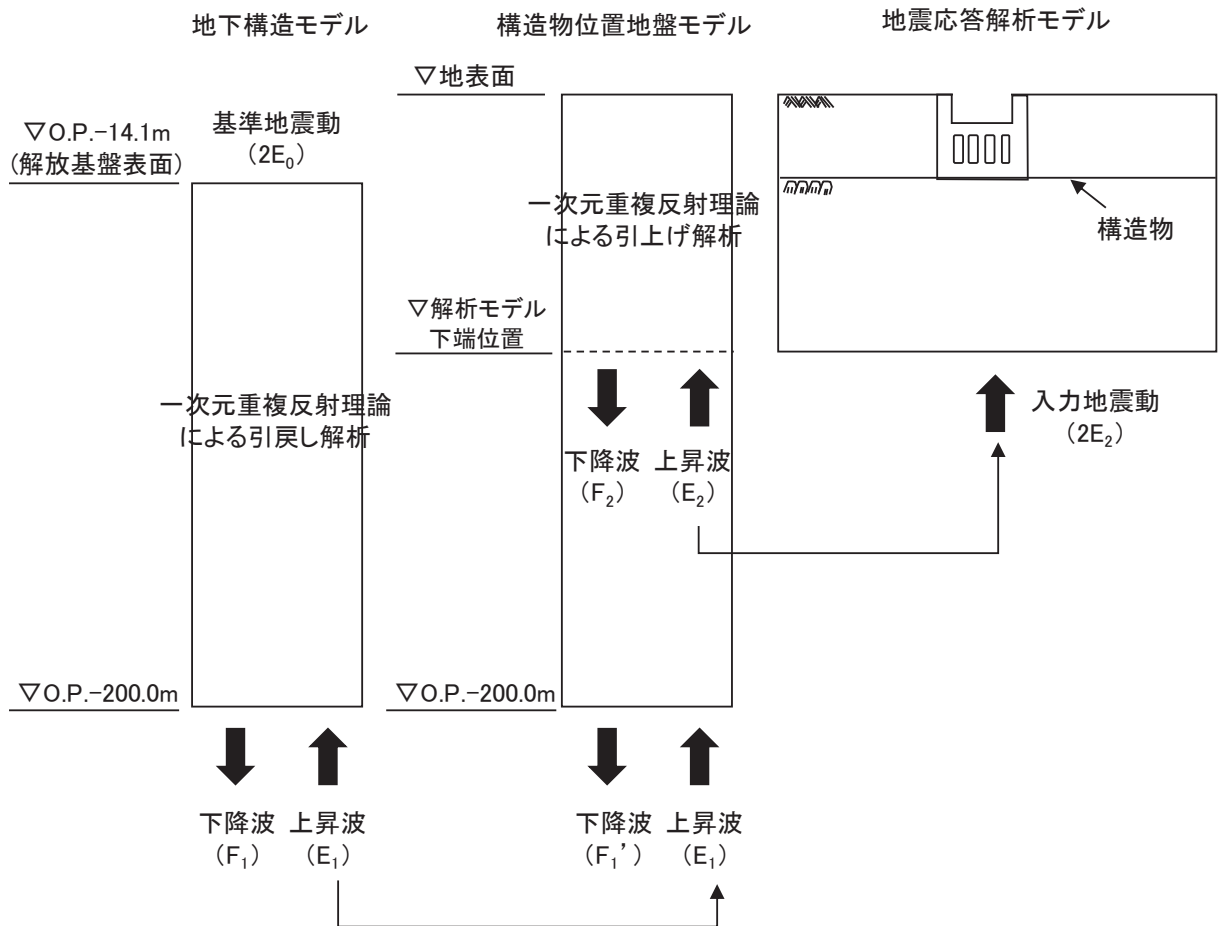 地下構造モデル
▽O.P.-14.1m
(解放基盤表面)
基準地震動
(2E₀)
一次元重複反射理論
による引戻し解析
▽O.P.-200.0m
下降波
(F₁)
上昇波
(E₁)
構造物位置地盤モデル
▽地表面
一次元重複反射理論
による引上げ解析
▽解析モデル
下端位置
下降波
(F₂)
上昇波
(E₂)
▽O.P.-200.0m
下降波
(F₁')
上昇波
(E₁)
地震応答解析モデル
構造物
入力地震動
(2E₂)